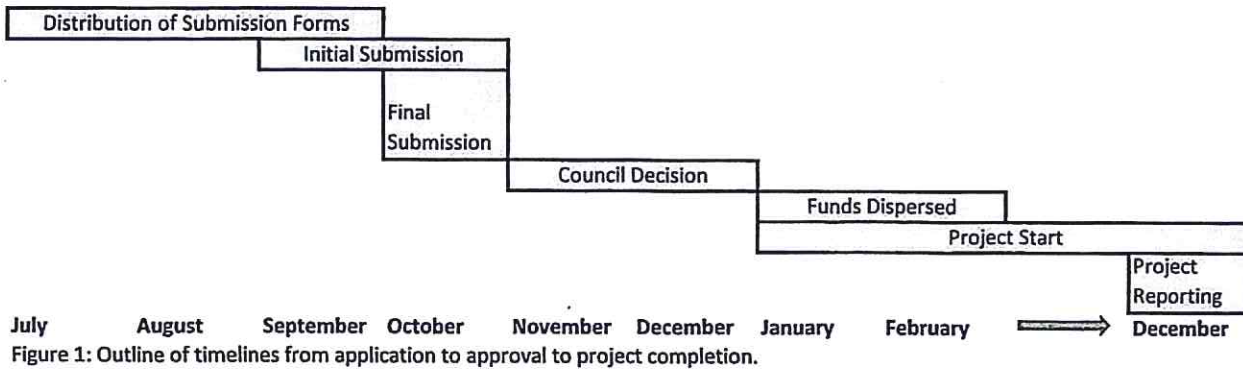 Distribution of Submission Forms
Initial Submission
Final
Submission
Council Decision
Funds Dispersed
Project Start
Project
Reporting
July August September October November December January February December
Figure 1: Outline of timelines from application to approval to project completion.